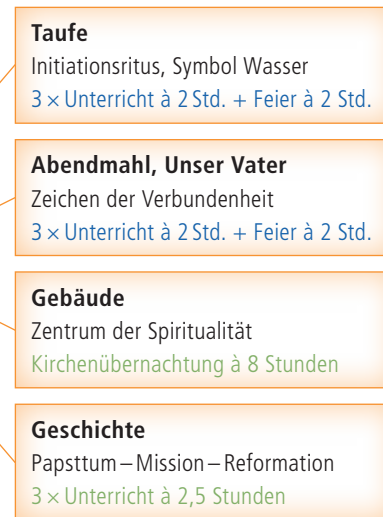 Taufe
Initiationsritus, Symbol Wasser
3 × Unterricht à 2 Std. + Feier à 2 Std.
Abendmahl, Unser Vater
Zeichen der Verbundenheit
3 × Unterricht à 2 Std. + Feier à 2 Std.
Gebäude
Zentrum der Spiritualität
Kirchenübernachtung à 8 Stunden
Geschichte
Papsttum – Mission – Reformation
3 × Unterricht à 2,5 Stunden